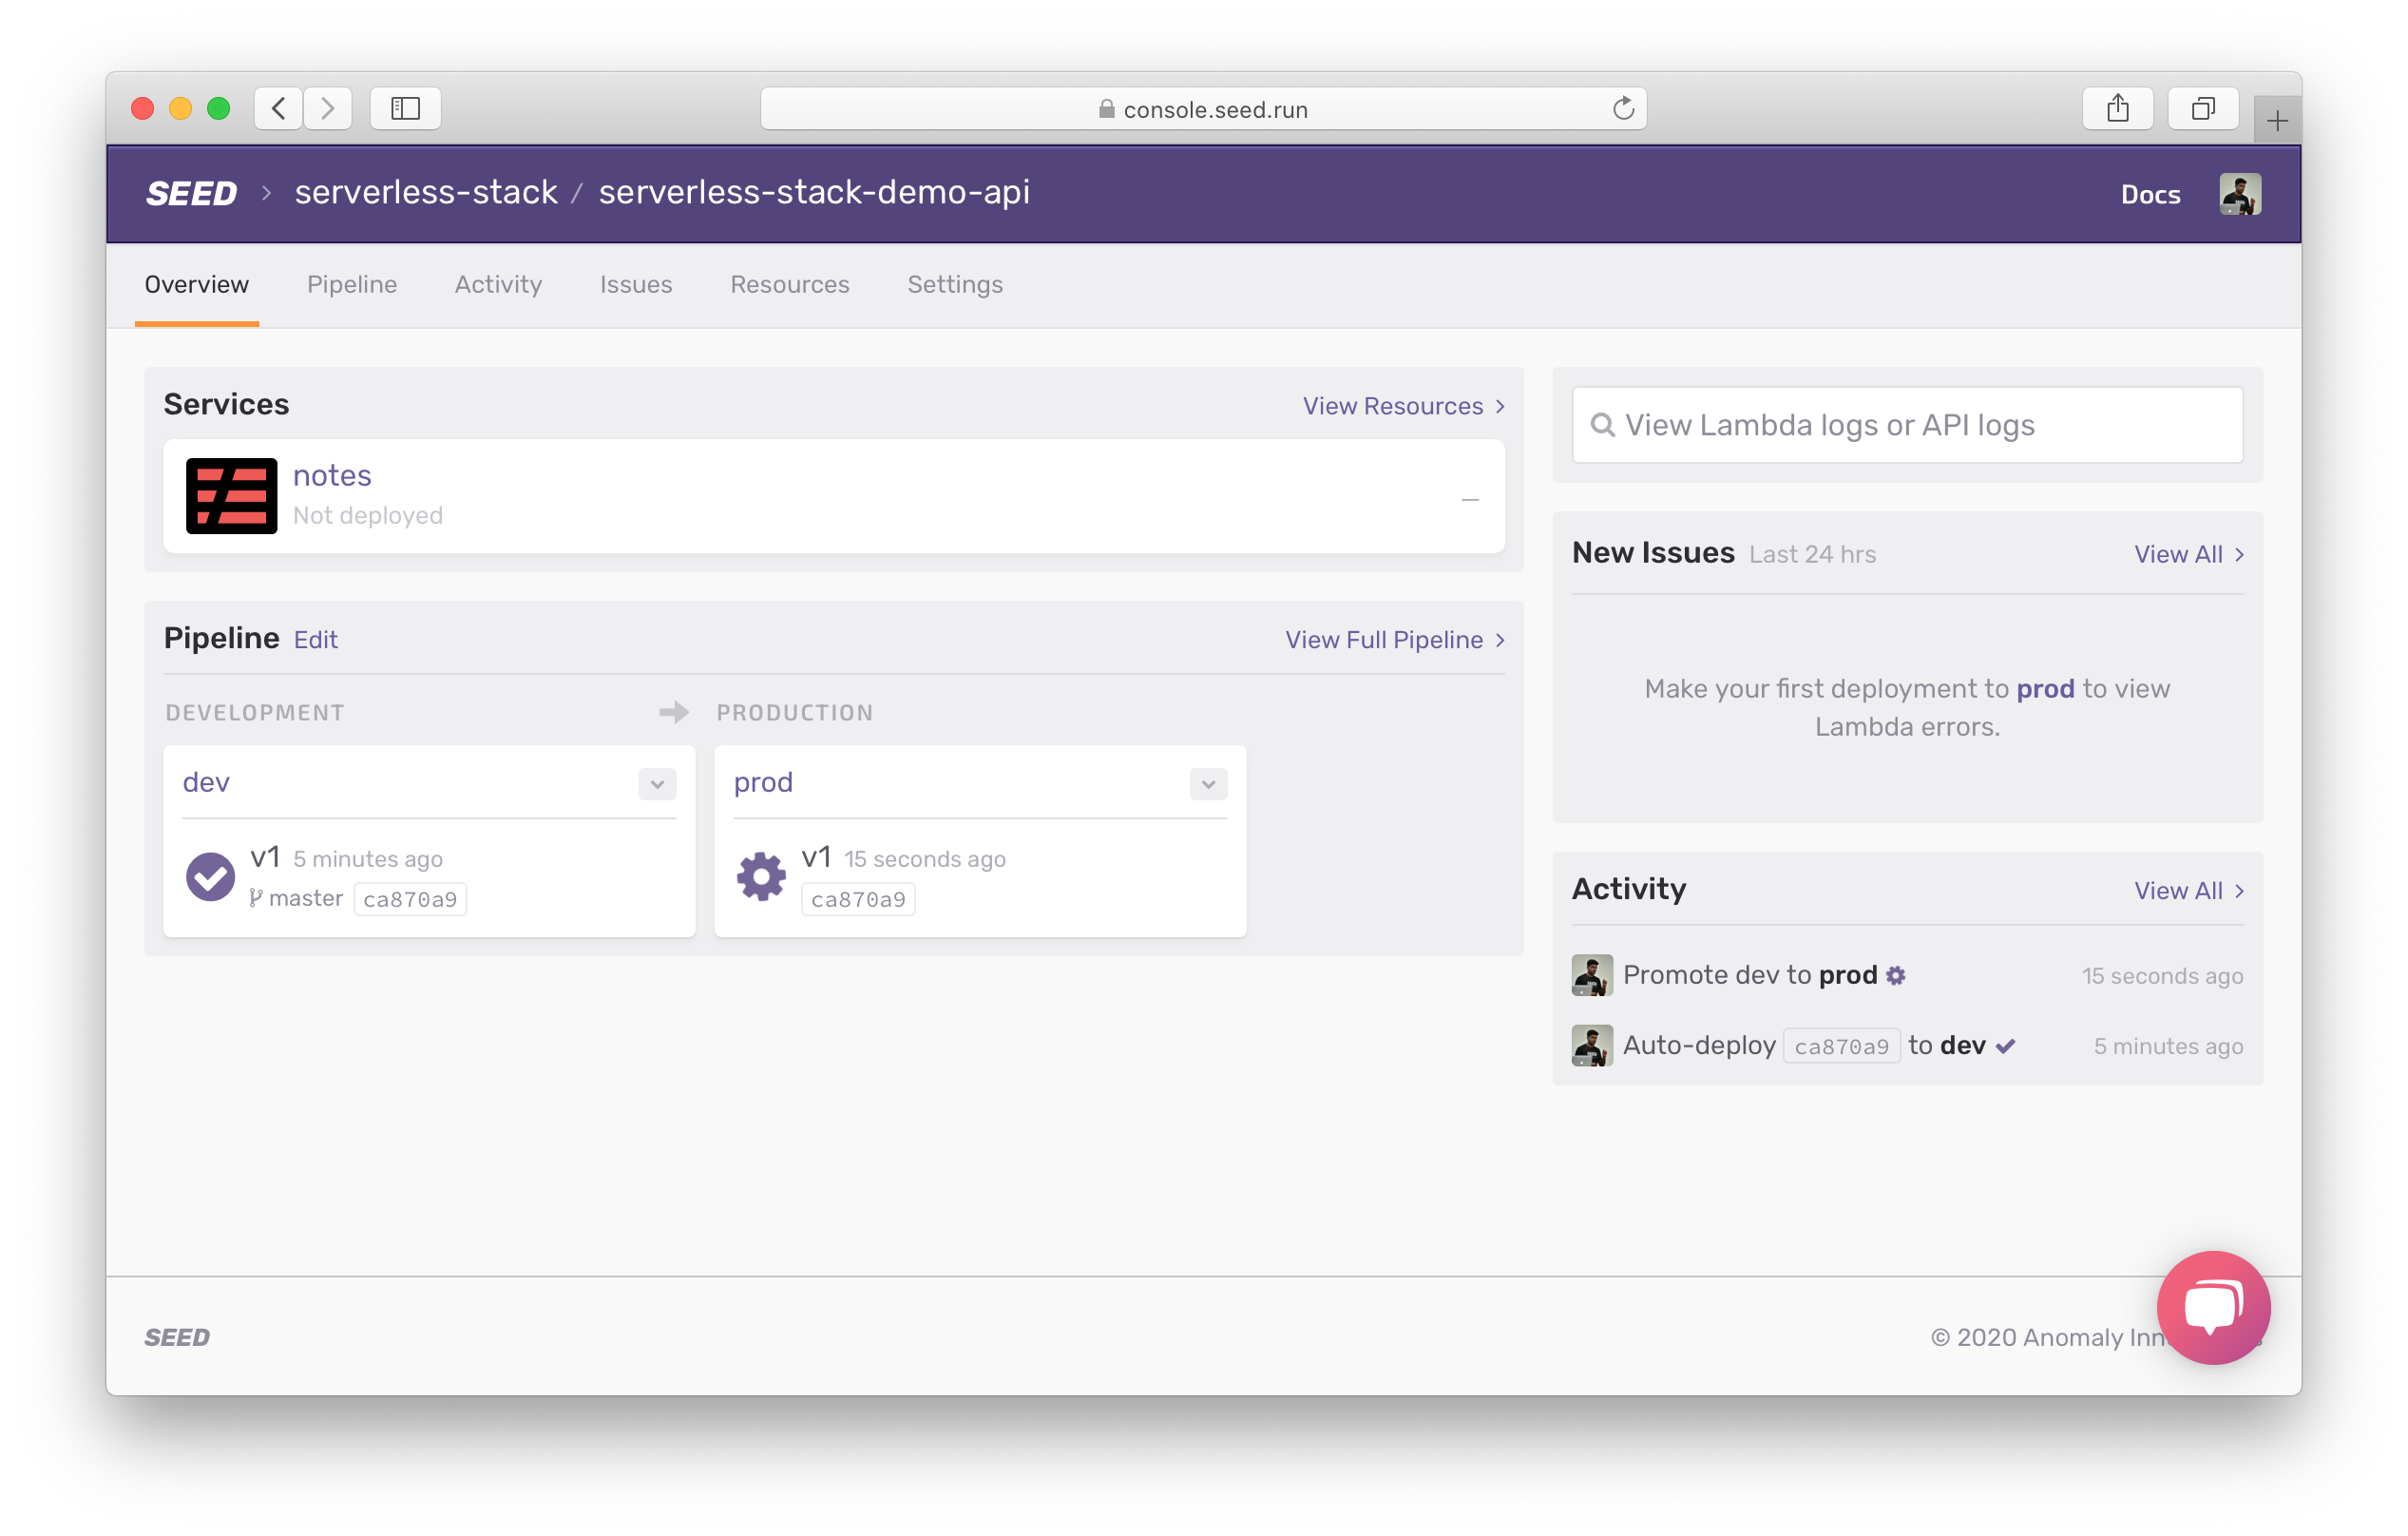 console.seed.run
SEED > serverless-stack / serverless-stack-demo-api
Docs
Overview Pipeline Activity Issues Resources Settings
Services
View Resources >
notes
Not deployed
Pipeline Edit
View Full Pipeline >
DEVELOPMENT
PRODUCTION
dev
v1 5 minutes ago
master ca870a9
prod
v1 15 seconds ago
ca870a9
View Lambda logs or API logs
New Issues Last 24 hrs
View All >
Make your first deployment to prod to view
Lambda errors.
Activity
View All >
Promote dev to prod
15 seconds ago
Auto-deploy ca870a9 to dev
5 minutes ago
SEED
© 2020 Anomaly